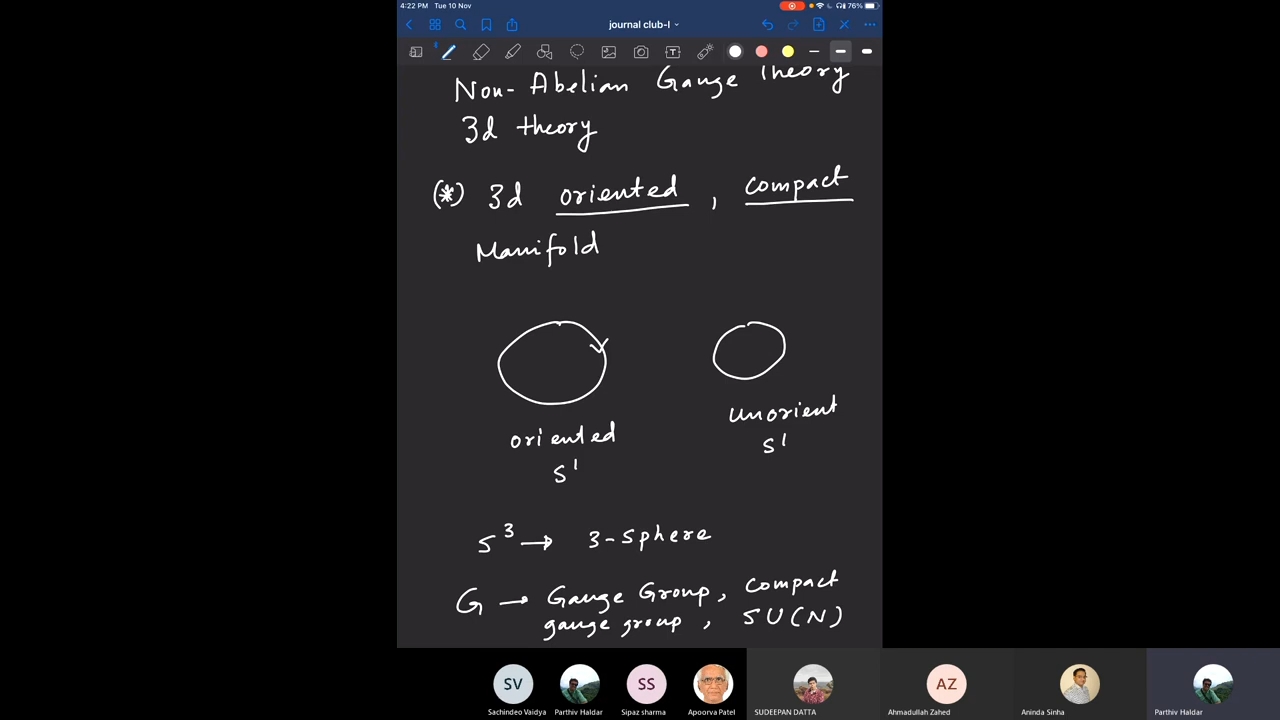 4:22 PM Tue 10 Nov
76%
journal club-I
Non-Abelian Gauge Theory
3d theory
(*) 3d oriented, compact
Manifold
oriented
S¹
unorient
S¹
S³ → 3-sphere
G → Gauge Group, compact
gauge group, SU(N)
SV
SS
AZ
Sachindeo Vaidya
Parthiv Haldar
Sipaz sharma
Apoorva Patel
SUDEEPAN DATTA
Ahmadullah Zahed
Aninda Sinha
Parthiv Haldar